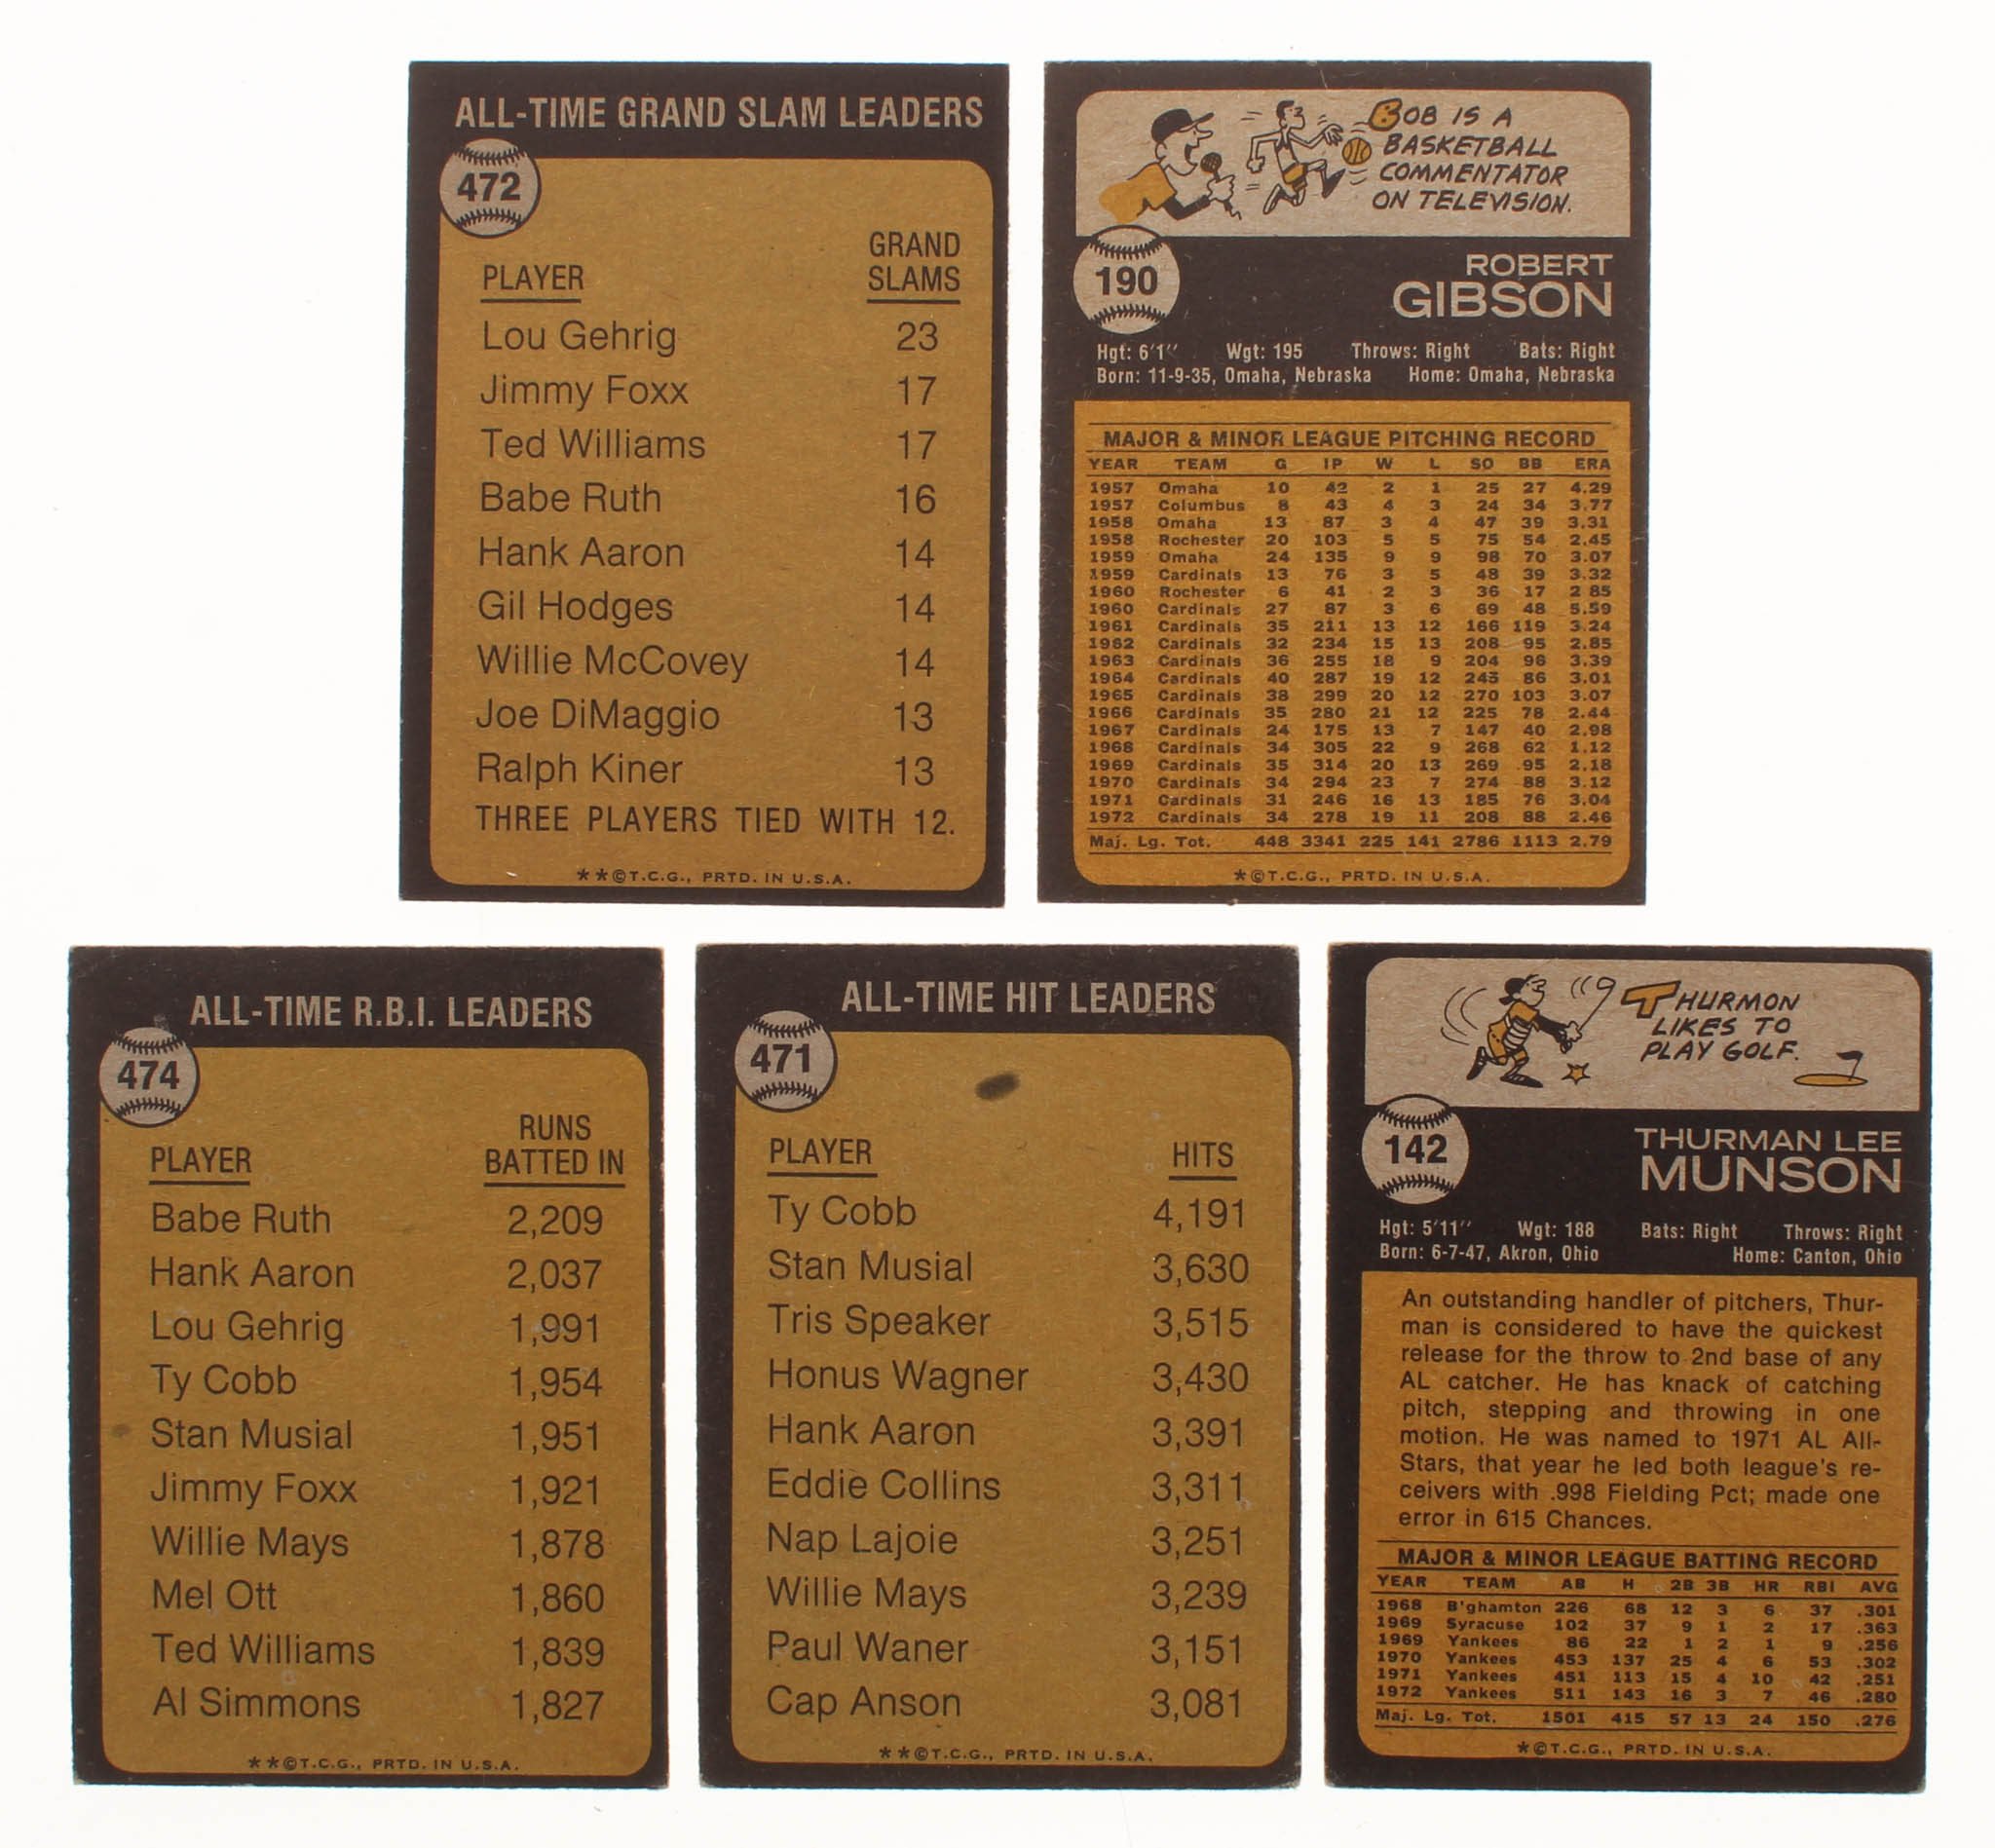 ALL-TIME GRAND SLAM LEADERS
472
PLAYER GRAND SLAMS
Lou Gehrig 23
Jimmy Foxx 17
Ted Williams 17
Babe Ruth 16
Hank Aaron 14
Gil Hodges 14
Willie McCovey 14
Joe DiMaggio 13
Ralph Kiner 13
THREE PLAYERS TIED WITH 12.
**©T.C.G., PRTD. IN U.S.A.
BOB IS A
BASKETBALL
COMMENTATOR
ON TELEVISION.
190
ROBERT
GIBSON
Hgt: 6'1" Wgt: 195 Throws: Right Bats: Right
Born: 11-9-35, Omaha, Nebraska Home: Omaha, Nebraska
MAJOR & MINOR LEAGUE PITCHING RECORD
YEAR TEAM G IP W L SO BB ERA
1957 Omaha 10 42 2 1 25 27 4.29
1957 Columbus 8 43 4 3 24 34 3.77
1958 Omaha 13 87 3 4 47 39 3.31
1958 Rochester 20 103 5 5 75 54 2.45
1959 Omaha 24 135 9 9 98 70 3.07
1959 Cardinals 13 76 3 5 48 39 3.32
1960 Rochester 6 41 2 3 36 17 2 85
1960 Cardinals 27 87 3 6 69 48 5.59
1961 Cardinals 35 211 13 12 166 119 3.24
1962 Cardinals 32 234 15 13 208 95 2.85
1963 Cardinals 36 255 18 9 204 96 3.39
1964 Cardinals 40 287 19 12 245 86 3.01
1965 Cardinals 38 299 20 12 270 103 3.07
1966 Cardinals 35 280 21 12 225 78 2.44
1967 Cardinals 24 175 13 7 147 40 2.98
1968 Cardinals 34 305 22 9 268 62 1.12
1969 Cardinals 35 314 20 13 269 95 2.18
1970 Cardinals 34 294 23 7 274 88 3.12
1971 Cardinals 31 246 16 13 185 76 3.04
1972 Cardinals 34 278 19 11 208 88 2.46
Maj. Lg. Tot. 448 3341 225 141 2786 1113 2.79
*©T.C.G., PRTD. IN U.S.A.
ALL-TIME R.B.I. LEADERS
474
PLAYER RUNS BATTED IN
Babe Ruth 2,209
Hank Aaron 2,037
Lou Gehrig 1,991
Ty Cobb 1,954
Stan Musial 1,951
Jimmy Foxx 1,921
Willie Mays 1,878
Mel Ott 1,860
Ted Williams 1,839
Al Simmons 1,827
**©T.C.G., PRTD. IN U.S.A.
ALL-TIME HIT LEADERS
471
PLAYER HITS
Ty Cobb 4,191
Stan Musial 3,630
Tris Speaker 3,515
Honus Wagner 3,430
Hank Aaron 3,391
Eddie Collins 3,311
Nap Lajoie 3,251
Willie Mays 3,239
Paul Waner 3,151
Cap Anson 3,081
**©T.C.G., PRTD. IN U.S.A.
THURMON
LIKES TO
PLAY GOLF.
142
THURMAN LEE
MUNSON
Hgt: 5'11" Wgt: 188 Bats: Right Throws: Right
Born: 6-7-47, Akron, Ohio Home: Canton, Ohio
An outstanding handler of pitchers, Thur-
man is considered to have the quickest
release for the throw to 2nd base of any
AL catcher. He has knack of catching
pitch, stepping and throwing in one
motion. He was named to 1971 AL All-
Stars, that year he led both league's re-
ceivers with .998 Fielding Pct; made one
error in 615 Chances.
MAJOR & MINOR LEAGUE BATTING RECORD
YEAR TEAM AB H 2B 3B HR RBI AVG
1968 B'ghamton 226 68 12 3 6 37 .301
1969 Syracuse 102 37 9 1 2 17 .363
1969 Yankees 86 22 1 2 1 9 .256
1970 Yankees 453 137 25 4 6 53 .302
1971 Yankees 451 113 15 4 10 42 .251
1972 Yankees 511 143 16 3 7 46 .280
Maj. Lg. Tot. 1501 415 57 13 24 150 .276
*©T.C.G., PRTD. IN U.S.A.